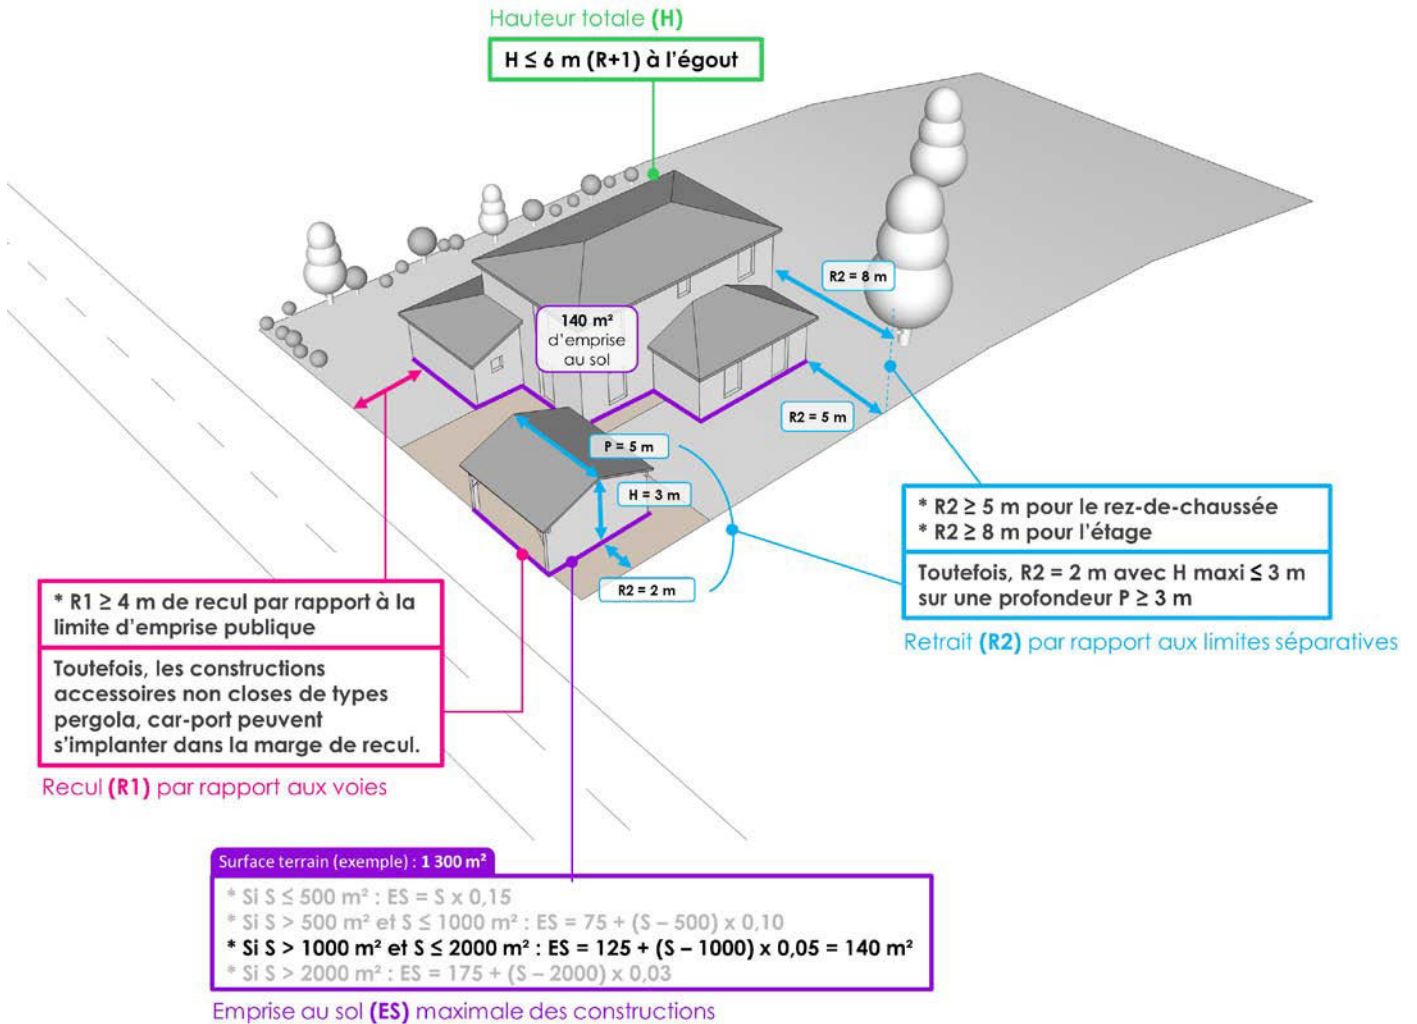 Hauteur totale (H)
H ≤ 6 m (R+1) à l'égout
R2 = 8 m
140 m²
d'emprise
au sol
R2 = 5 m
P = 5 m
H = 3 m
R2 = 2 m
* R2 ≥ 5 m pour le rez-de-chaussée
* R2 ≥ 8 m pour l'étage
Toutefois, R2 = 2 m avec H maxi ≤ 3 m
sur une profondeur P ≥ 3 m
Retrait (R2) par rapport aux limites séparatives
* R1 ≥ 4 m de recul par rapport à la
limite d'emprise publique
Toutefois, les constructions
accessoires non closes de types
pergola, car-port peuvent
s'implanter dans la marge de recul.
Recul (R1) par rapport aux voies
Surface terrain (exemple) : 1 300 m²
* Si S ≤ 500 m² : ES = S x 0,15
* Si S > 500 m² et S ≤ 1000 m² : ES = 75 + (S – 500) x 0,10
* Si S > 1000 m² et S ≤ 2000 m² : ES = 125 + (S – 1000) x 0,05 = 140 m²
* Si S > 2000 m² : ES = 175 + (S – 2000) x 0,03
Emprise au sol (ES) maximale des constructions